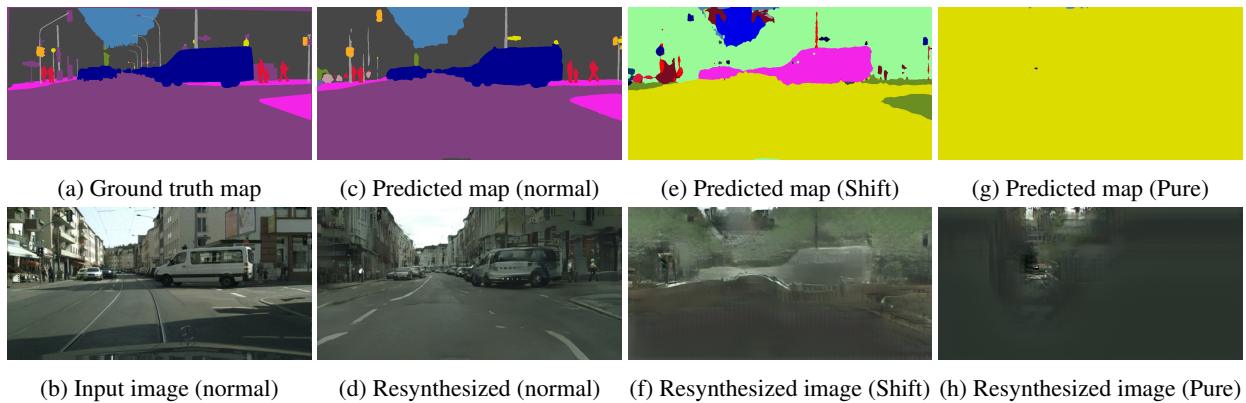 (a) Ground truth map
(c) Predicted map (normal)
(e) Predicted map (Shift)
(g) Predicted map (Pure)
(b) Input image (normal)
(d) Resynthesized (normal)
(f) Resynthesized image (Shift)
(h) Resynthesized image (Pure)